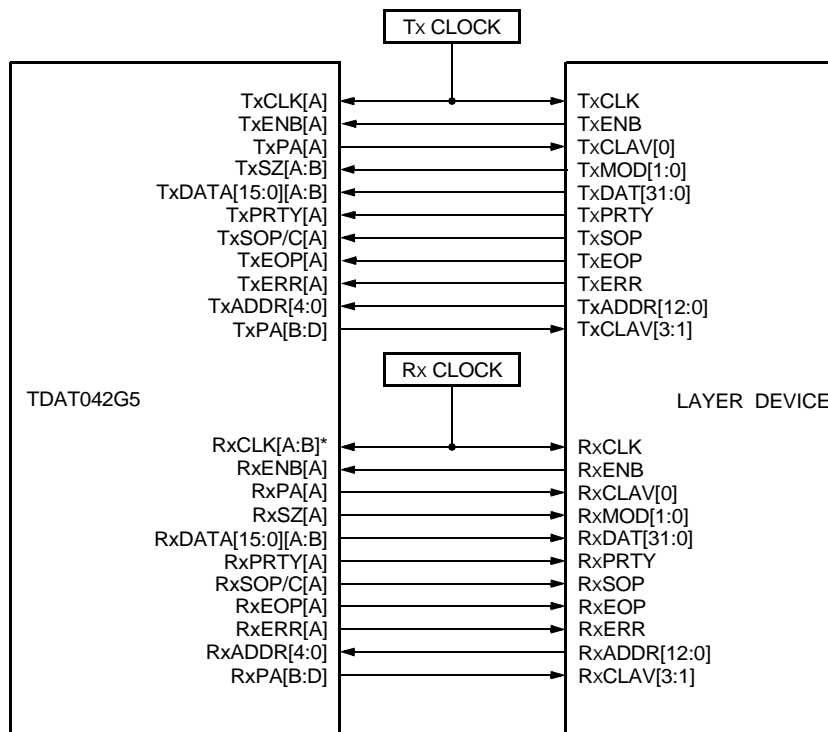 Tx CLOCK
TxCLK[A] TxCLK
TxENB[A] TxENB
TxPA[A] TxCLAV[0]
TxSZ[A:B] TxMOD[1:0]
TxDATA[15:0][A:B] TxDAT[31:0]
TxPRTY[A] TxPRTY
TxSOP/C[A] TxSOP
TxEOP[A] TxEOP
TxERR[A] TxERR
TxADDR[4:0] TxADDR[12:0]
TxPA[B:D] TxCLAV[3:1]
Rx CLOCK
TDAT042G5 LAYER DEVICE
RxCLK[A:B]* RxCLK
RxENB[A] RxENB
RxPA[A] RxCLAV[0]
RxSZ[A] RxMOD[1:0]
RxDATA[15:0][A:B] RxDAT[31:0]
RxPRTY[A] RxPRTY
RxSOP/C[A] RxSOP
RxEOP[A] RxEOP
RxERR[A] RxERR
RxADDR[4:0] RxADDR[12:0]
RxPA[B:D] RxCLAV[3:1]